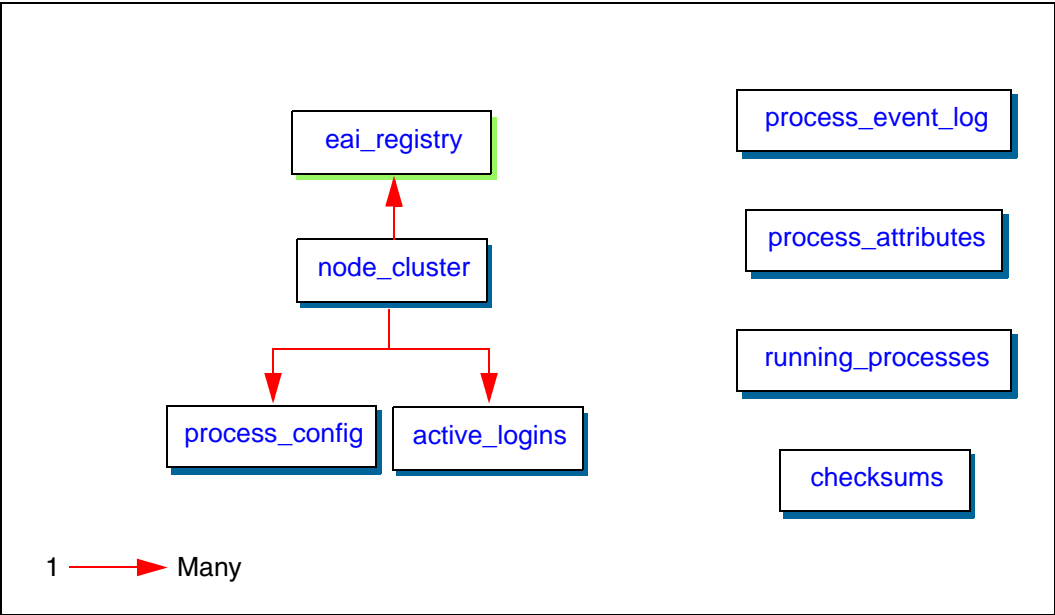 eai_registry
node_cluster
process_config
active_logins
process_event_log
process_attributes
running_processes
checksums
1 Many